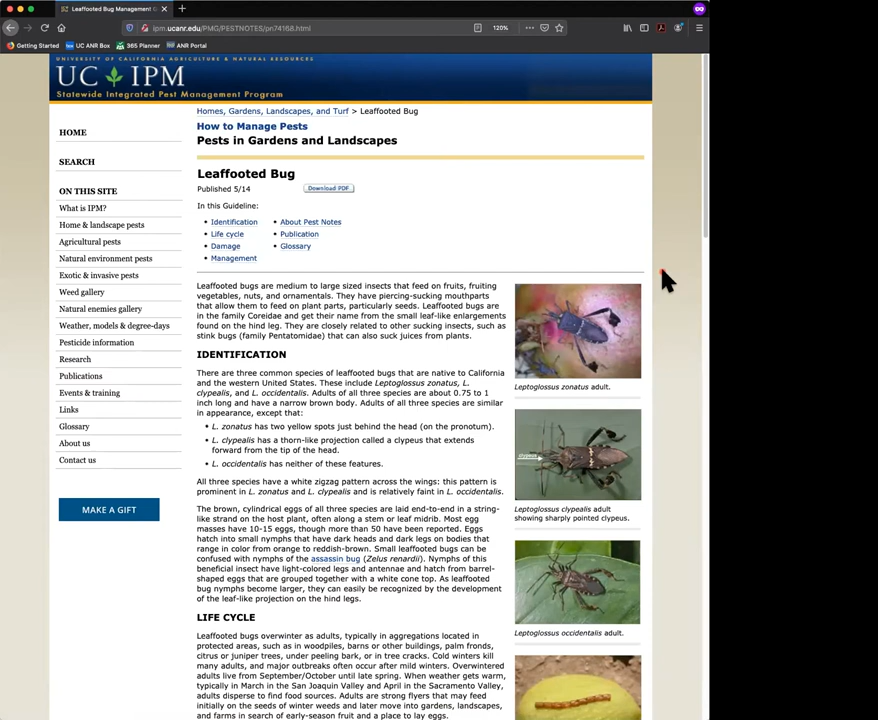 Leaffooted Bug Management G
ipm.ucanr.edu/PMG/PESTNOTES/pn74168.html
120%
Getting Started
UC ANR Box
365 Planner
ANR Portal
UNIVERSITY OF CALIFORNIA AGRICULTURE & NATURAL RESOURCES
UC IPM
Statewide Integrated Pest Management Program
HOME
SEARCH
ON THIS SITE
What is IPM?
Home & landscape pests
Agricultural pests
Natural environment pests
Exotic & invasive pests
Weed gallery
Natural enemies gallery
Weather, models & degree-days
Pesticide information
Research
Publications
Events & training
Links
Glossary
About us
Contact us
MAKE A GIFT
Homes, Gardens, Landscapes, and Turf > Leaffooted Bug
How to Manage Pests
Pests in Gardens and Landscapes
Leaffooted Bug
Published 5/14
Download PDF
In this Guideline:
• Identification
• Life cycle
• Damage
• Management
• About Pest Notes
• Publication
• Glossary
Leaffooted bugs are medium to large sized insects that feed on fruits, fruiting
vegetables, nuts, and ornamentals. They have piercing-sucking mouthparts
that allow them to feed on plant parts, particularly seeds. Leaffooted bugs are
in the family Coreidae and get their name from the small leaf-like enlargements
found on the hind leg. They are closely related to other sucking insects, such as
stink bugs (family Pentatomidae) that can also suck juices from plants.
IDENTIFICATION
There are three common species of leaffooted bugs that are native to California
and the western United States. These include Leptoglossus zonatus, L.
clypealis, and L. occidentalis. Adults of all three species are about 0.75 to 1
inch long and have a narrow brown body. Adults of all three species are similar
in appearance, except that:
• L. zonatus has two yellow spots just behind the head (on the pronotum).
• L. clypealis has a thorn-like projection called a clypeus that extends
forward from the tip of the head.
• L. occidentalis has neither of these features.
All three species have a white zigzag pattern across the wings: this pattern is
prominent in L. zonatus and L. clypealis and is relatively faint in L. occidentalis.
The brown, cylindrical eggs of all three species are laid end-to-end in a string-
like strand on the host plant, often along a stem or leaf midrib. Most egg
masses have 10-15 eggs, though more than 50 have been reported. Eggs
hatch into small nymphs that have dark heads and dark legs on bodies that
range in color from orange to reddish-brown. Small leaffooted bugs can be
confused with nymphs of the assassin bug (Zelus renardii). Nymphs of this
beneficial insect have light-colored legs and antennae and hatch from barrel-
shaped eggs that are grouped together with a white cone top. As leaffooted
bug nymphs become larger, they can easily be recognized by the development
of the leaf-like projection on the hind legs.
LIFE CYCLE
Leaffooted bugs overwinter as adults, typically in aggregations located in
protected areas, such as in woodpiles, barns or other buildings, palm fronds,
citrus or juniper trees, under peeling bark, or in tree cracks. Cold winters kill
many adults, and major outbreaks often occur after mild winters. Overwintered
adults live from September/October until late spring. When weather gets warm,
typically in March in the San Joaquin Valley and April in the Sacramento Valley,
adults disperse to find food sources. Adults are strong flyers that may feed
initially on the seeds of winter weeds and later move into gardens, landscapes,
and farms in search of early-season fruit and a place to lay eggs.
Leptoglossus zonatus adult.
clypeus
Leptoglossus clypealis adult
showing sharply pointed clypeus.
Leptoglossus occidentalis adult.